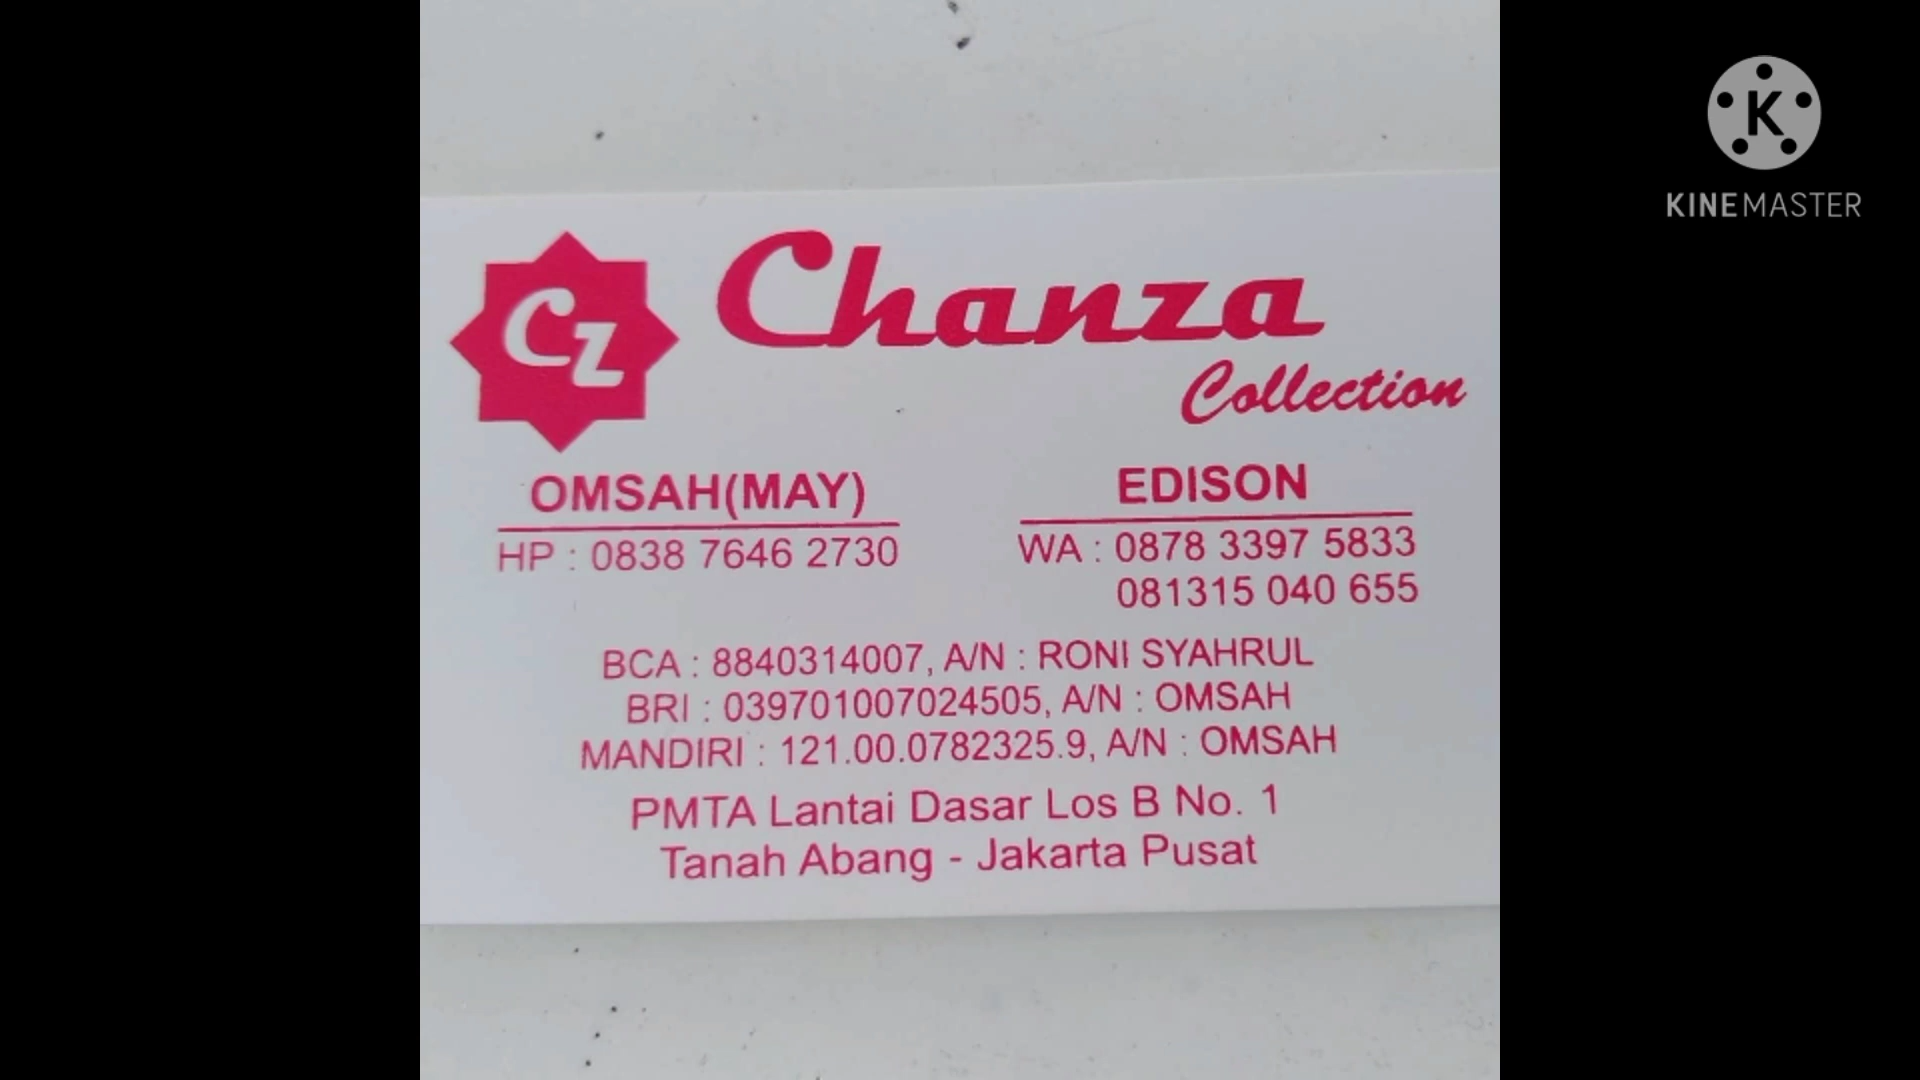 KINEMASTER
CZ
Chanza
Collection
OMSAH(MAY)
HP : 0838 7646 2730
EDISON
WA : 0878 3397 5833
081315 040 655
BCA : 8840314007, A/N : RONI SYAHRUL
BRI : 039701007024505, A/N : OMSAH
MANDIRI : 121.00.0782325.9, A/N : OMSAH
PMTA Lantai Dasar Los B No. 1
Tanah Abang - Jakarta Pusat